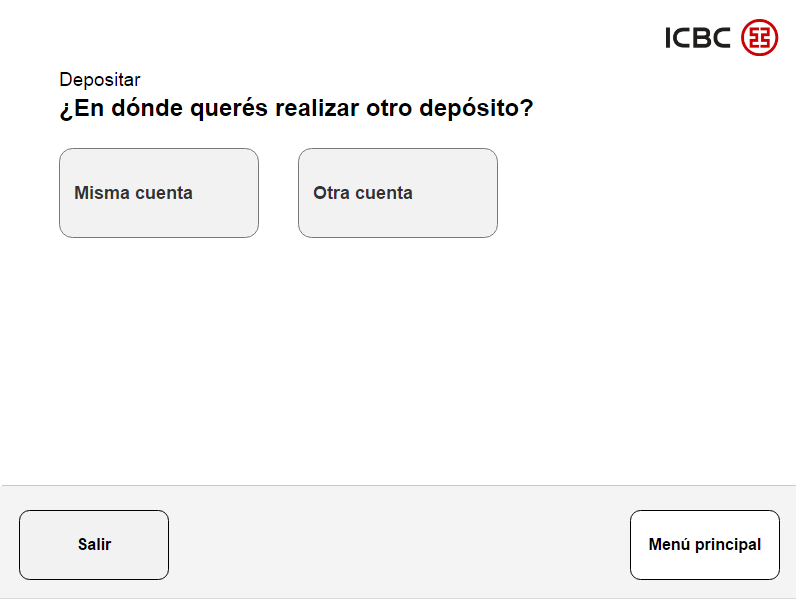 ICBC
Depositar
¿En dónde querés realizar otro depósito?
Misma cuenta
Otra cuenta
Salir
Menú principal